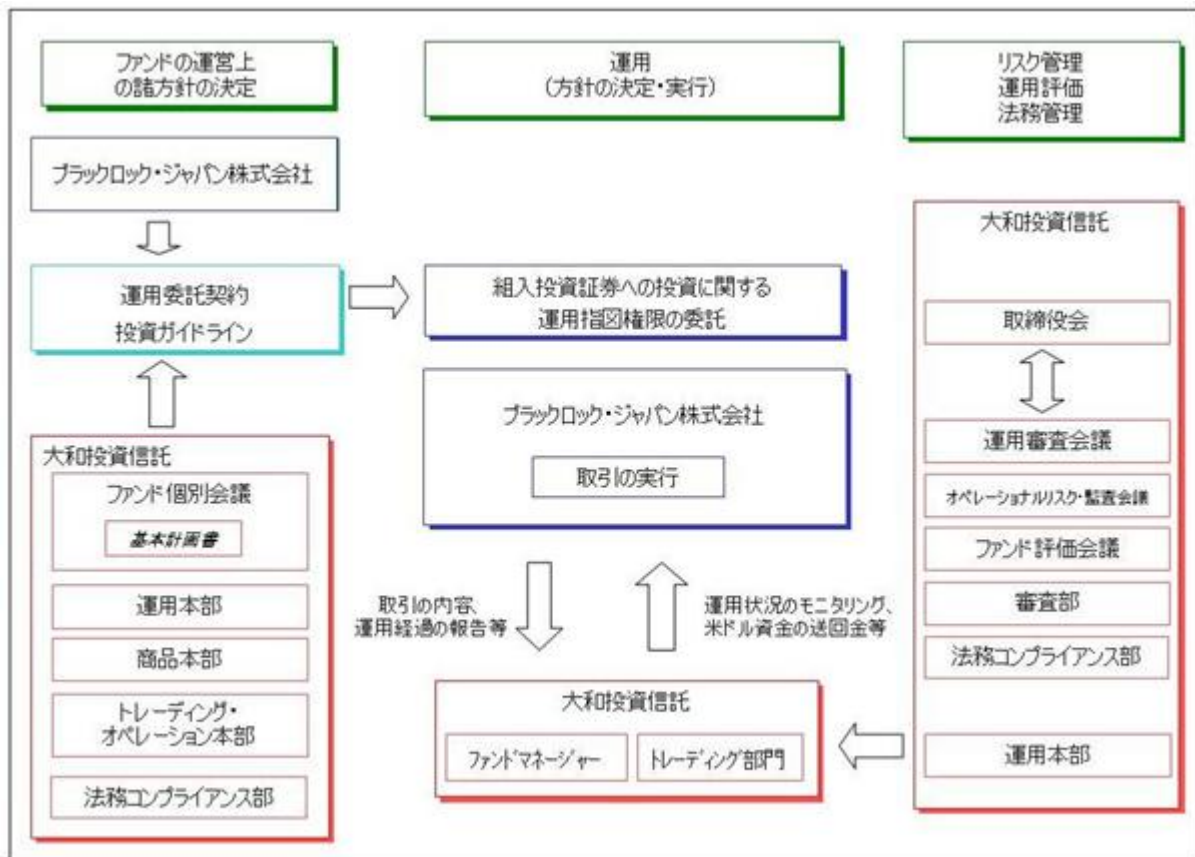 ファンドの運営上
の諸方針の決定
運用
(方針の決定・実行)
リスク管理
運用評価
法務管理
ブラックロック・ジャパン株式会社
運用委託契約
投資ガイドライン
組入投資証券への投資に関する
運用指図権限の委託
ブラックロック・ジャパン株式会社
取引の実行
大和投資信託
ファンド個別会議
基本計画書
運用本部
商品本部
トレーディング・
オペレーション本部
法務コンプライアンス部
取引の内容、
運用経過の報告等
運用状況のモニタリング、
米ドル資金の送回金等
大和投資信託
ファンドマネージャー
トレーディング部門
大和投資信託
取締役会
運用審査会議
オペレーショナルリスク・監査会議
ファンド評価会議
審査部
法務コンプライアンス部
運用本部